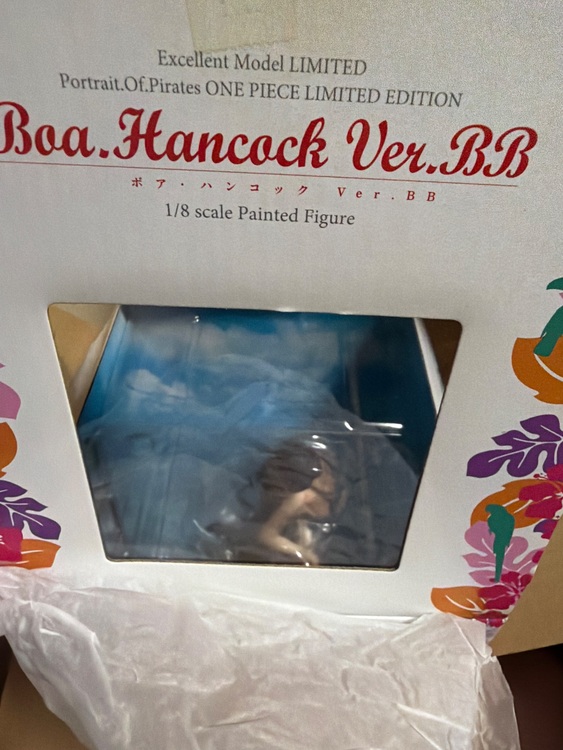 Excellent Model LIMITED
Portrait.Of.Pirates ONE PIECE LIMITED EDITION
Boa.Hancock Ver.BB
ボア・ハンコック Ver.BB
1/8 scale Painted Figure